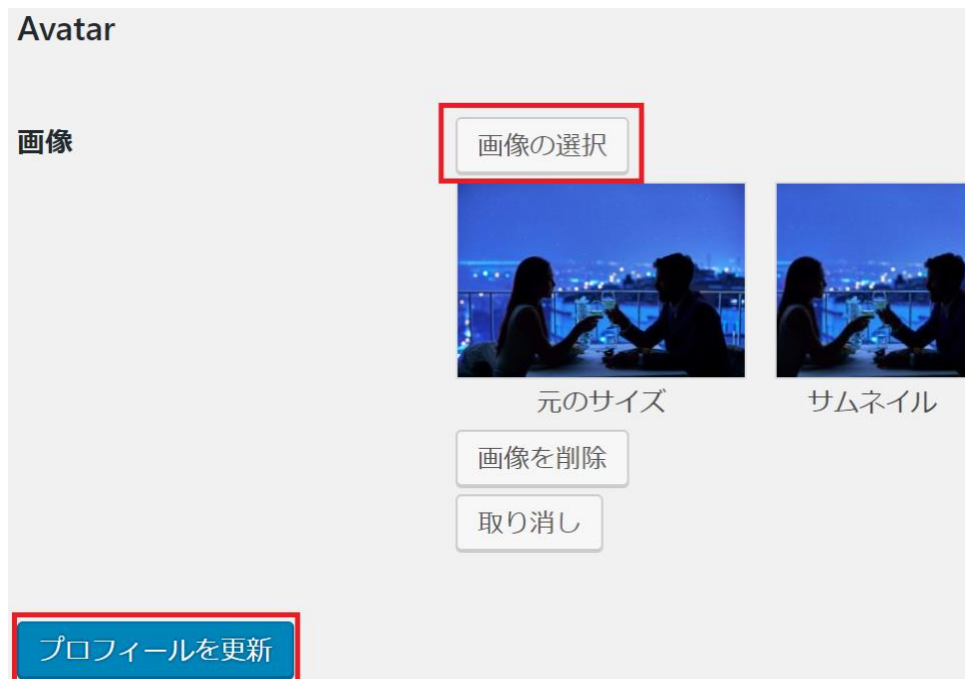 Avatar
画像
画像の選択
元のサイズ
サムネイル
画像を削除
取り消し
プロフィールを更新